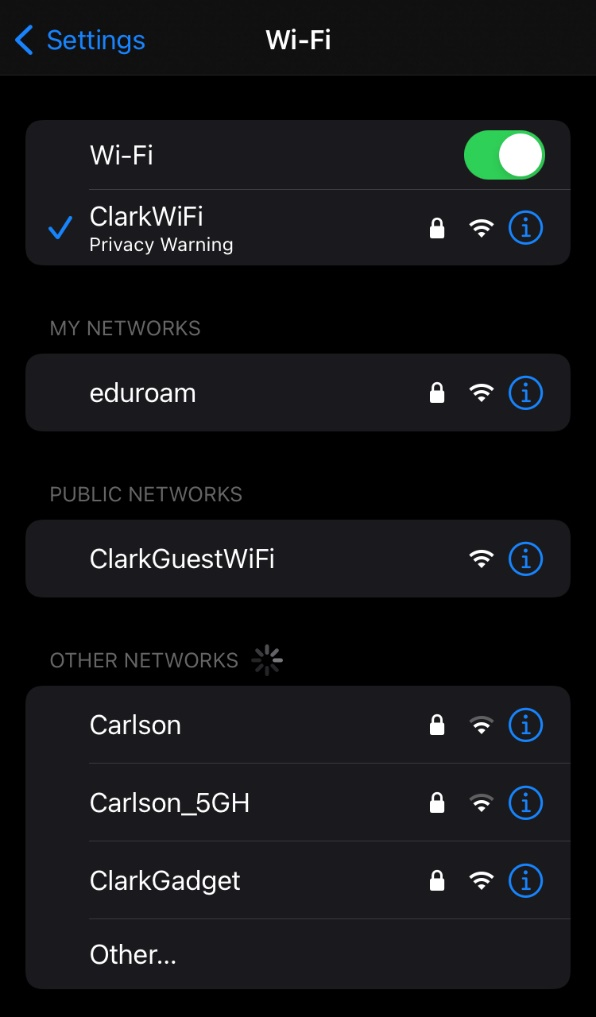 Settings
Wi-Fi
Wi-Fi
ClarkWiFi
Privacy Warning
MY NETWORKS
eduroam
PUBLIC NETWORKS
ClarkGuestWiFi
OTHER NETWORKS
Carlson
Carlson_5GH
ClarkGadget
Other...